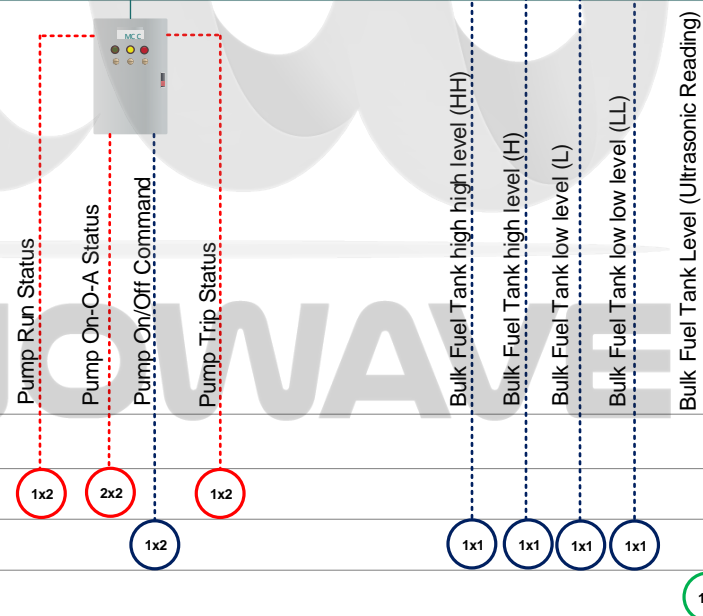 MCC
Pump Run Status
Pump On-O-A Status
Pump On/Off Command
Pump Trip Status
Bulk Fuel Tank high high level (HH)
Bulk Fuel Tank high level (H)
Bulk Fuel Tank low level (L)
Bulk Fuel Tank low low level (LL)
Bulk Fuel Tank Level (Ultrasonic Reading)
OWAVE
1x2
2x2
1x2
1x2
1x1
1x1
1x1
1x1
1